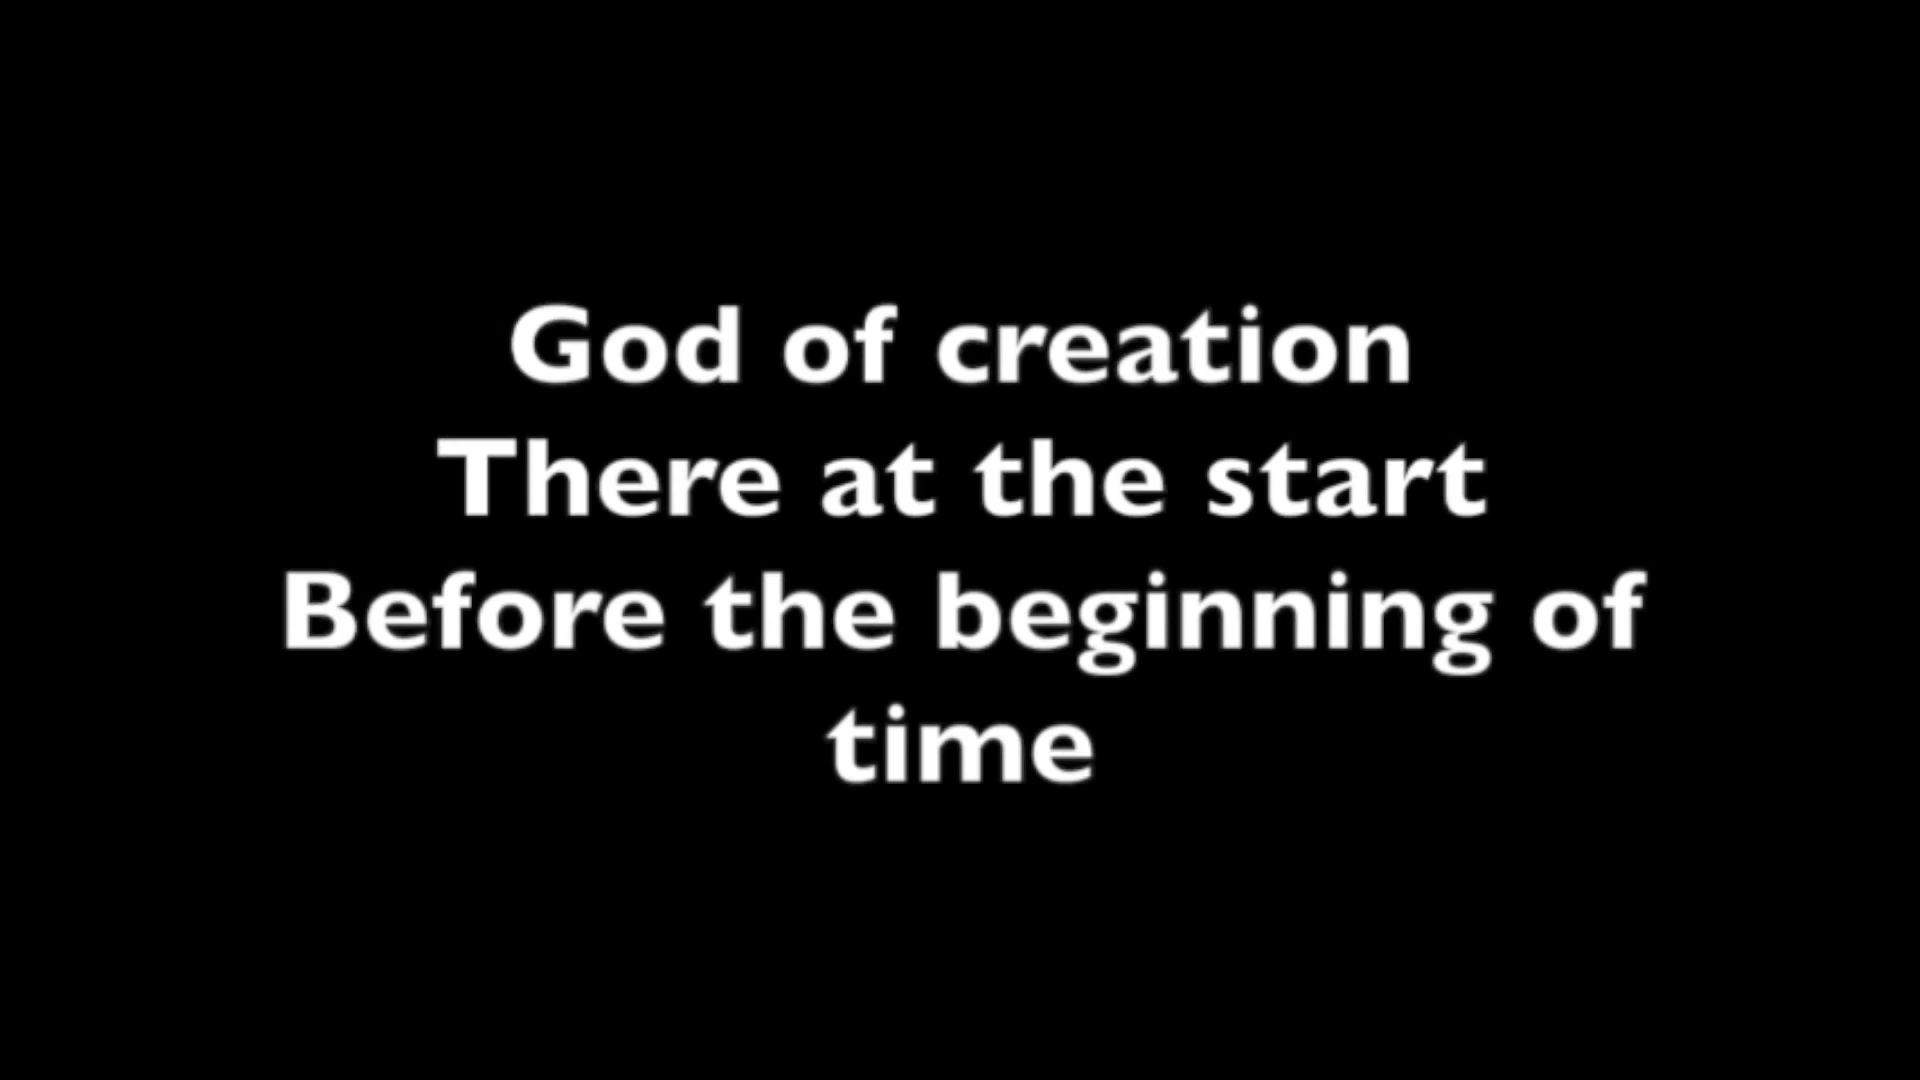 God of creation
There at the start
Before the beginning of
time